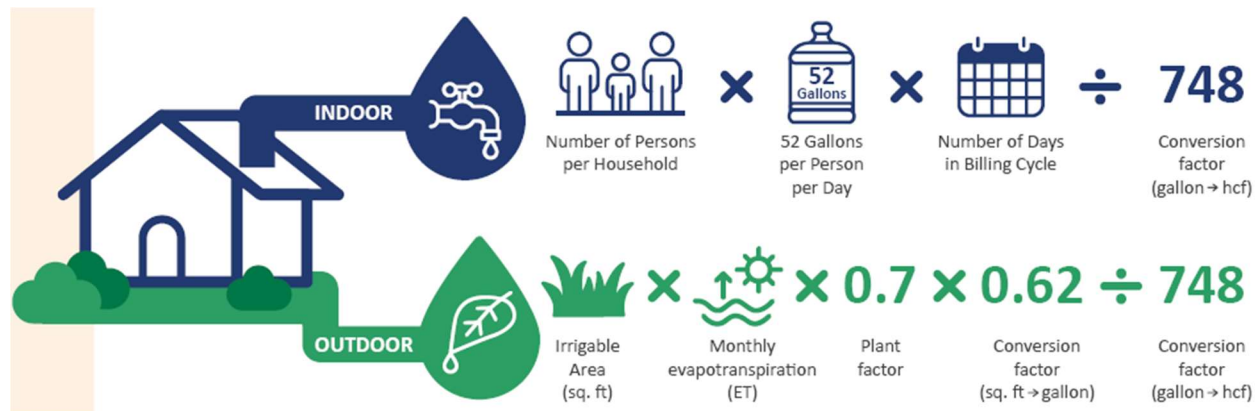 INDOOR
52
Gallons
748
Number of Persons
per Household
52 Gallons
per Person
per Day
Number of Days
in Billing Cycle
Conversion
factor
(gallon → hcf)
OUTDOOR
0.7
0.62
748
Irrigable
Area
(sq. ft)
Monthly
evapotranspiration
(ET)
Plant
factor
Conversion
factor
(sq. ft → gallon)
Conversion
factor
(gallon → hcf)